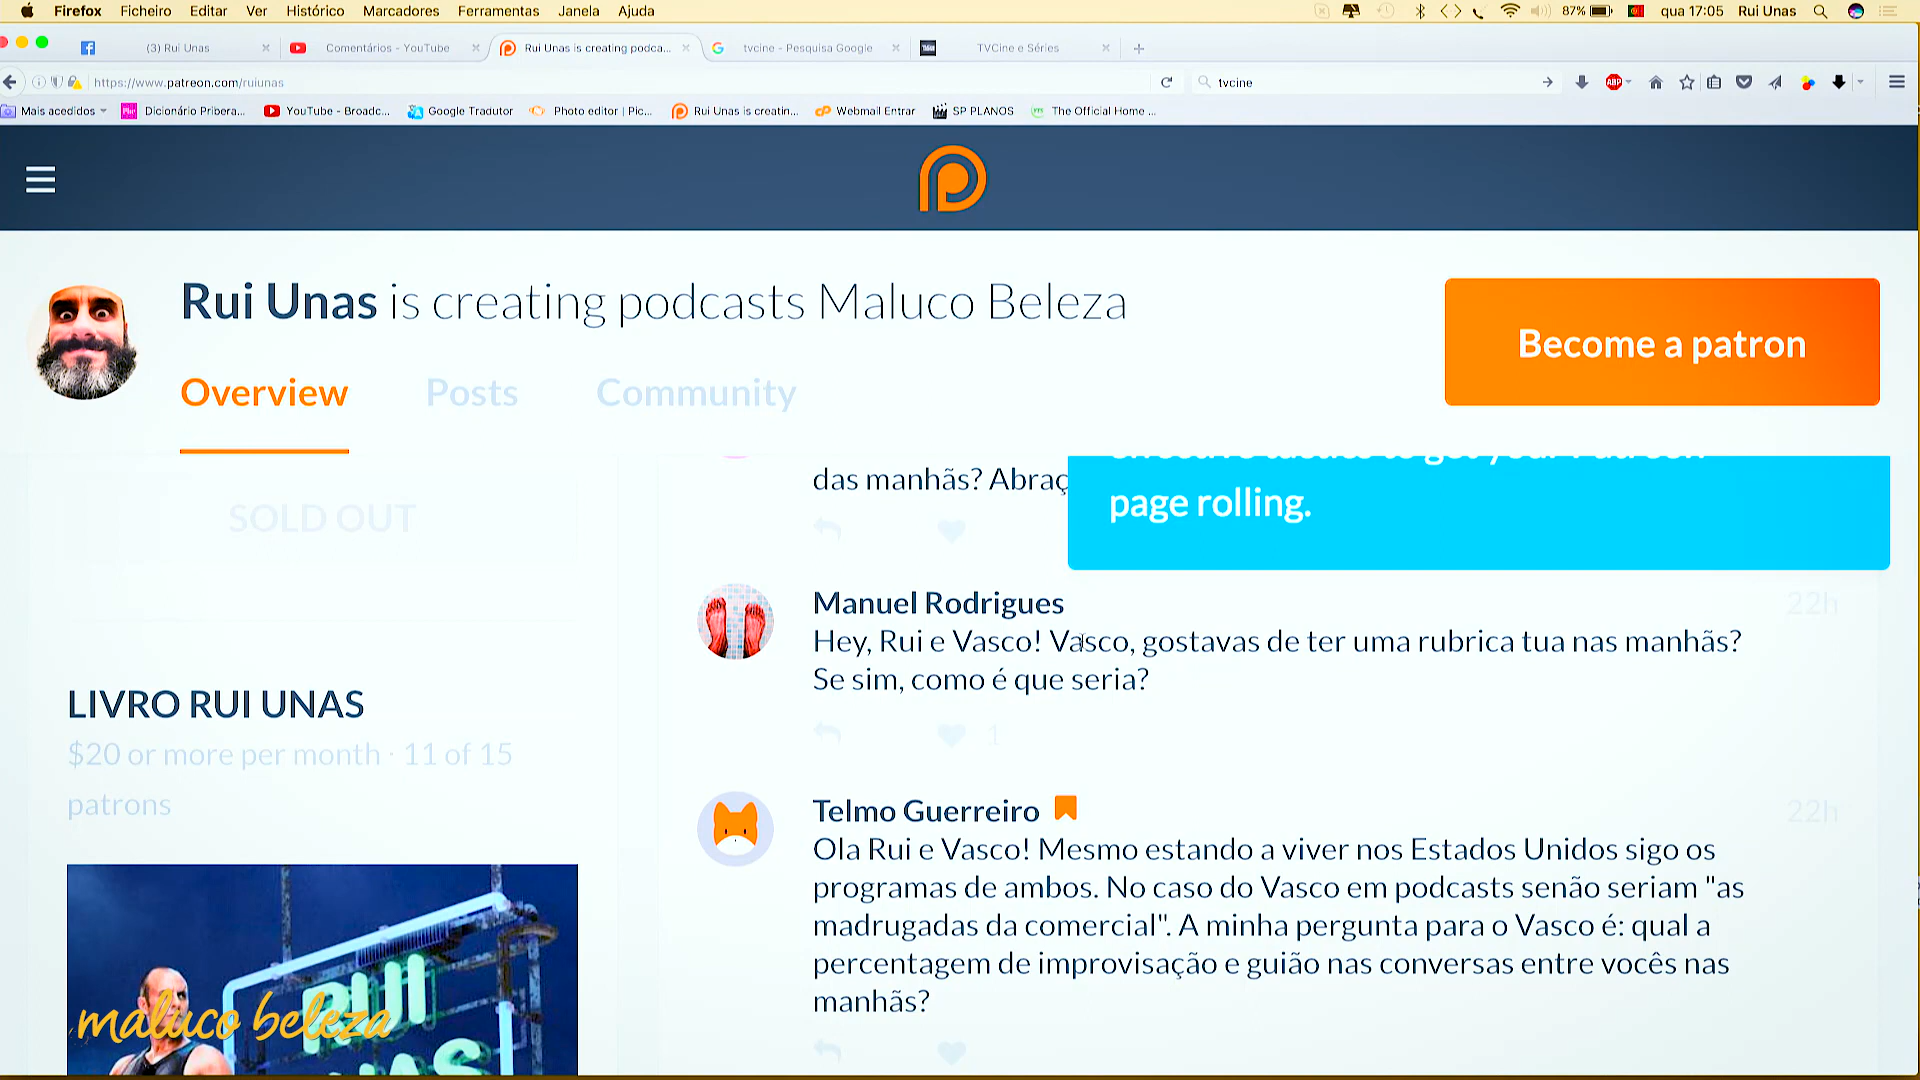 Firefox Ficheiro Editar Ver Histórico Marcadores Ferramentas Janela Ajuda 87% qua 17:05 Rui Unas
(3) Rui Unas Comentários - YouTube Rui Unas is creating podca... tvcine - Pesquisa Google TVCine e Séries
https://www.patreon.com/ruiunas tvcine
ABP
Mais acedidos Dicionário Pribera... YouTube - Broadc... Google Tradutor Photo editor | Pic... Rui Unas is creatin... Webmail Entrar SP PLANOS The Official Home ...
Rui Unas is creating podcasts Maluco Beleza
Become a patron
Overview Posts Community
das manhãs? Abraç
page rolling.
SOLD OUT
Manuel Rodrigues 22h
Hey, Rui e Vasco! Vasco, gostavas de ter uma rubrica tua nas manhãs?
Se sim, como é que seria?
1
LIVRO RUI UNAS
$20 or more per month · 11 of 15
patrons
Telmo Guerreiro 22h
Ola Rui e Vasco! Mesmo estando a viver nos Estados Unidos sigo os
programas de ambos. No caso do Vasco em podcasts senão seriam "as
madrugadas da comercial". A minha pergunta para o Vasco é: qual a
percentagem de improvisação e guião nas conversas entre vocês nas
manhãs?
RUI
UNAS
maluco beleza